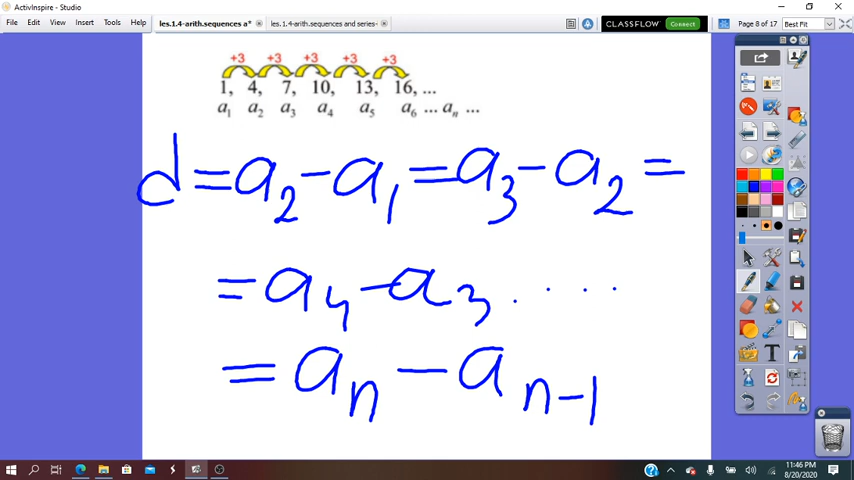 ActivInspire - Studio
File Edit View Insert Tools Help
les.1.4-arith.sequences a*
les.1.4-arith.sequences and series-
CLASSFLOW Connect
Page 8 of 17
Best Fit
+3 +3 +3 +3 +3
1, 4, 7, 10, 13, 16, ...
a₁ a₂ a₃ a₄ a₅ a₆ ... aₙ ...
d = a₂ - a₁ = a₃ - a₂ =
= a₄ - a₃ . . . .
= aₙ - aₙ₋₁
11:46 PM
8/20/2020